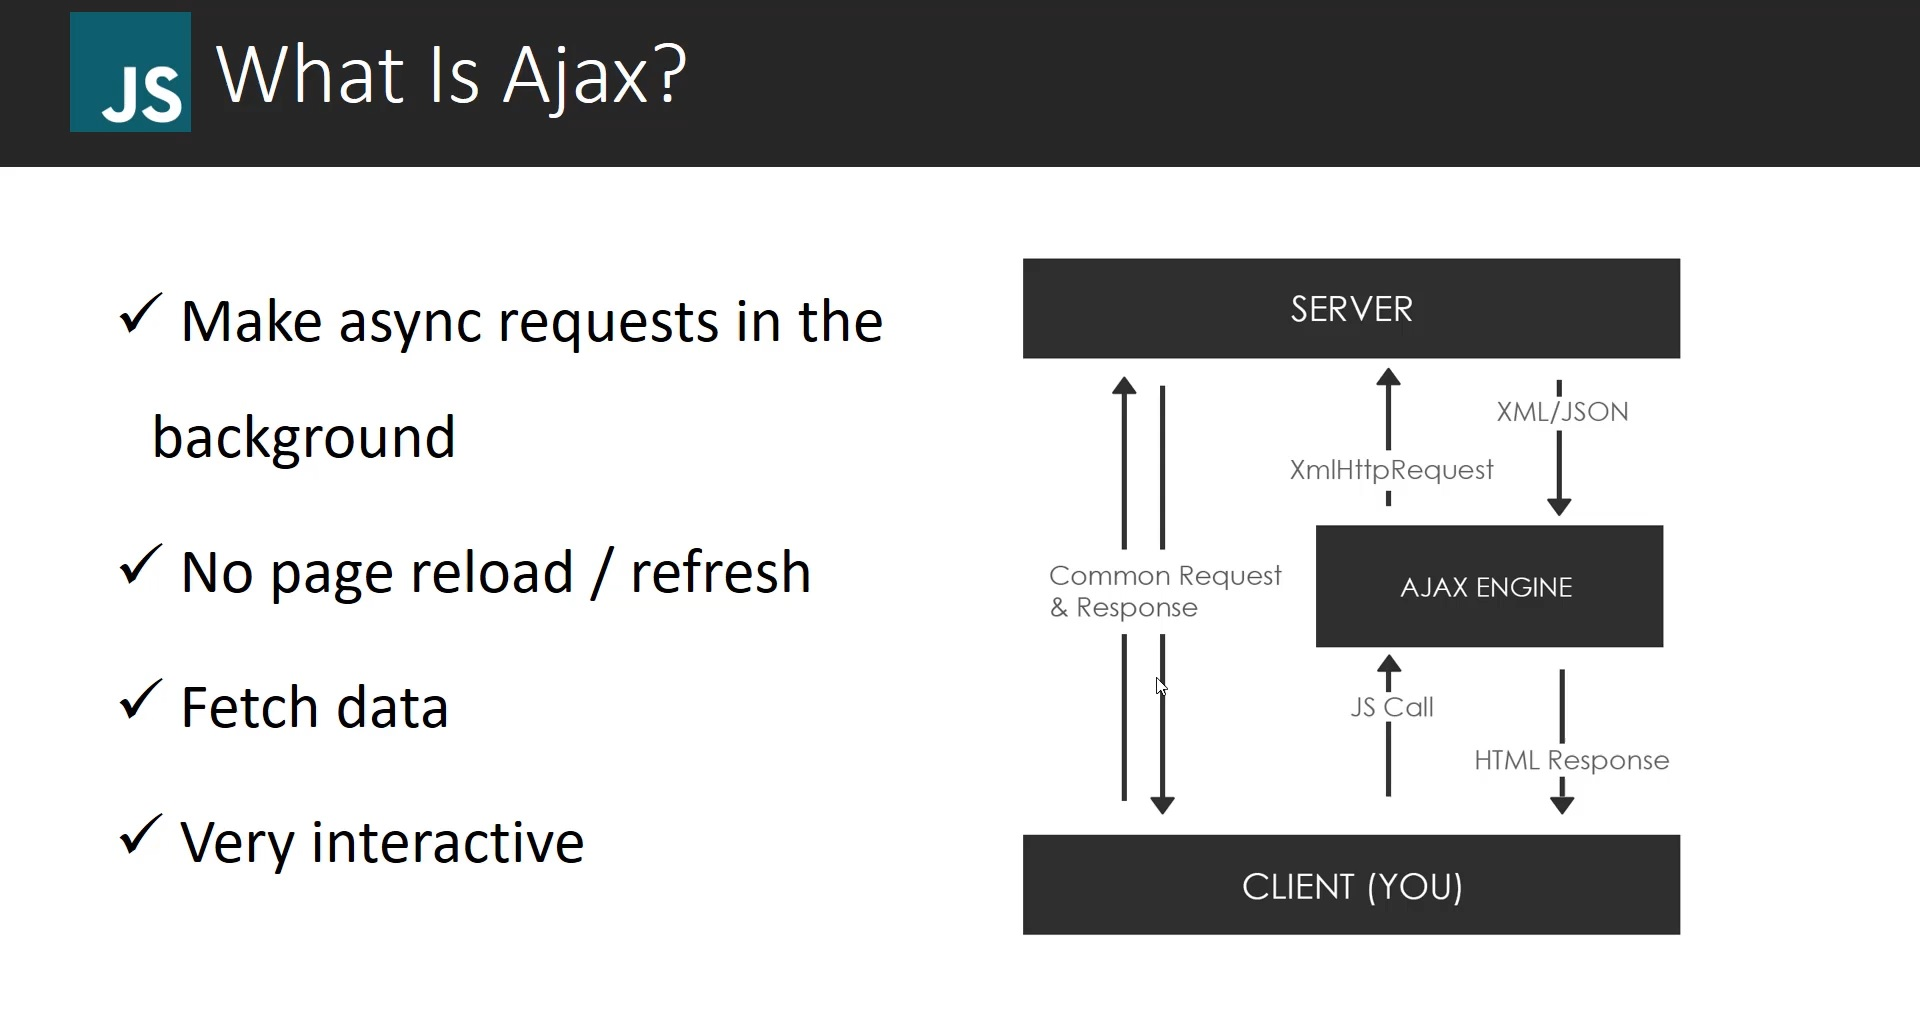 JS What Is Ajax?
✓ Make async requests in the
background
✓ No page reload / refresh
✓ Fetch data
✓ Very interactive
SERVER
XML/JSON
XmlHttpRequest
Common Request
& Response
AJAX ENGINE
JS Call
HTML Response
CLIENT (YOU)